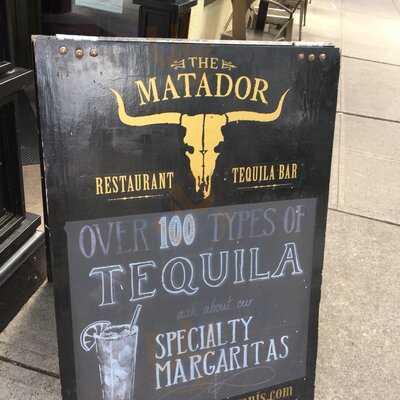 THE
MATADOR
RESTAURANT TEQUILA BAR
OVER 100 TYPES OF
TEQUILA
ask about our
SPECIALTY
MARGARITAS